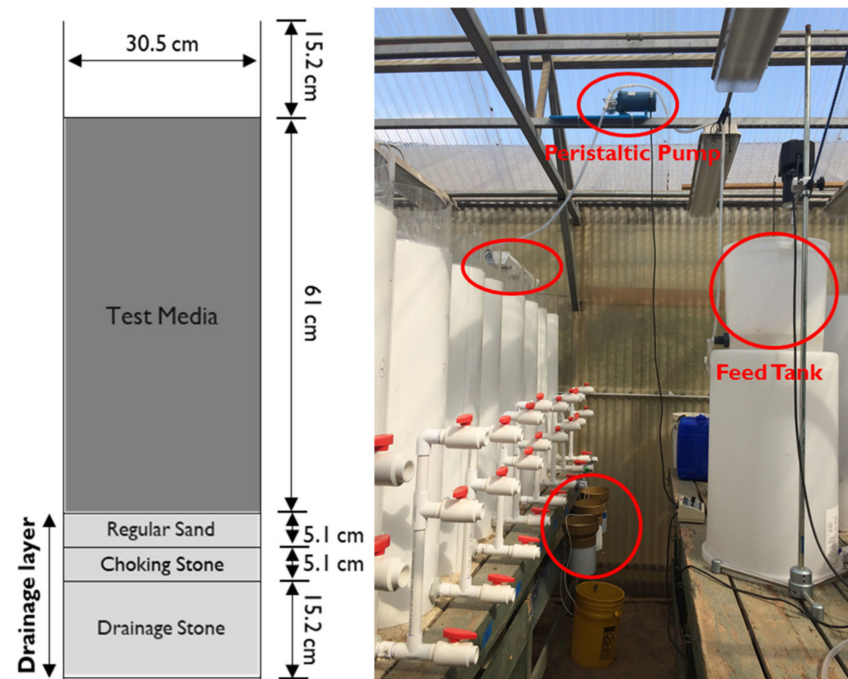 30.5 cm
15.2 cm
Test Media
61 cm
Regular Sand
5.1 cm
Choking Stone
5.1 cm
Drainage Stone
15.2 cm
Drainage layer
Peristaltic Pump
Feed Tank